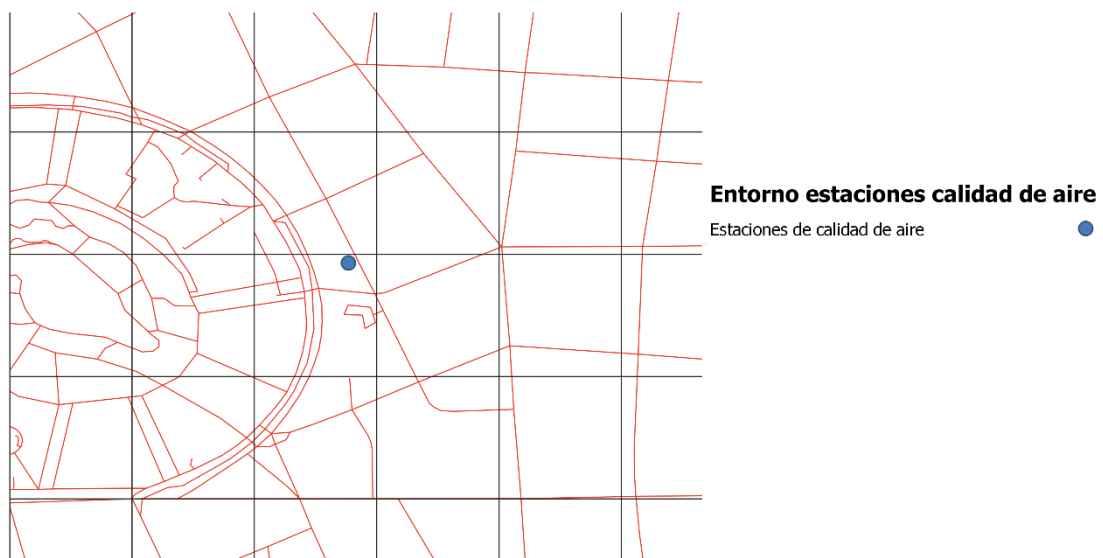 Entorno estaciones calidad de aire
Estaciones de calidad de aire